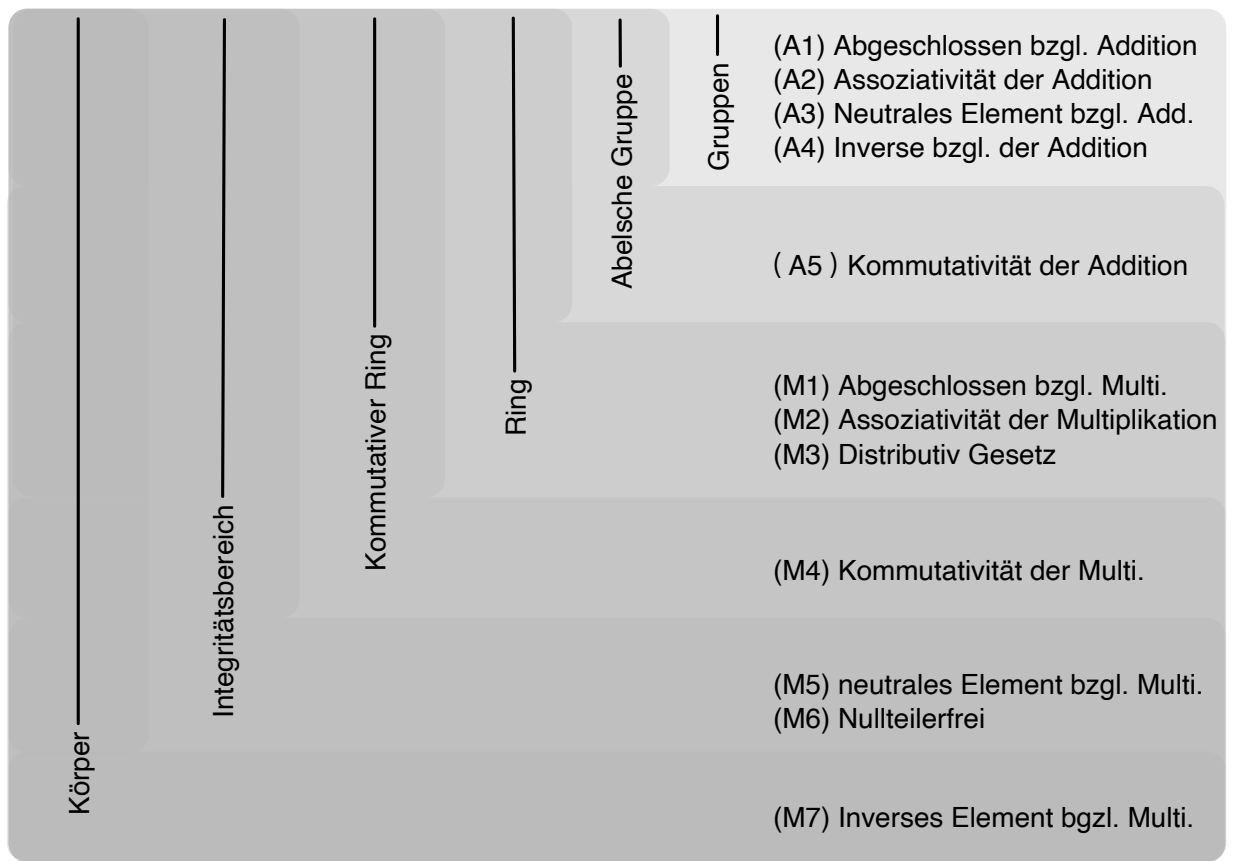 Körper
Integritätsbereich
Kommutativer Ring
Ring
Abelsche Gruppe
Gruppen
(A1) Abgeschlossen bzgl. Addition
(A2) Assoziativität der Addition
(A3) Neutrales Element bzgl. Add.
(A4) Inverse bzgl. der Addition
( A5 ) Kommutativität der Addition
(M1) Abgeschlossen bzgl. Multi.
(M2) Assoziativität der Multiplikation
(M3) Distributiv Gesetz
(M4) Kommutativität der Multi.
(M5) neutrales Element bzgl. Multi.
(M6) Nullteilerfrei
(M7) Inverses Element bgzl. Multi.